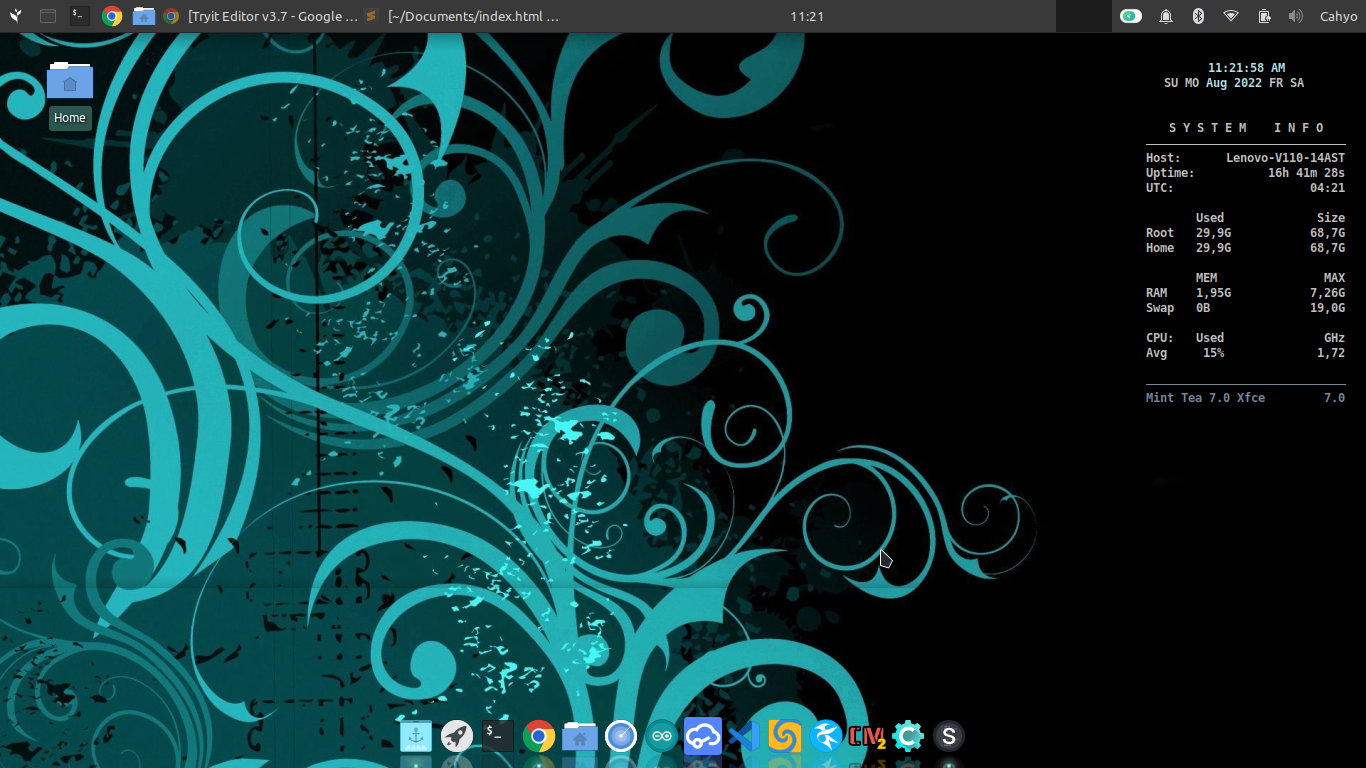 [Tryit Editor v3.7 - Google ... [~/Documents/index.html ... 11:21 Cahyo
Home
11:21:58 AM
SU MO Aug 2022 FR SA
SYSTEM INFO
Host: Lenovo-V110-14AST
Uptime: 16h 41m 28s
UTC: 04:21
Used Size
Root 29,9G 68,7G
Home 29,9G 68,7G
MEM MAX
RAM 1,95G 7,26G
Swap 0B 19,0G
CPU: Used GHz
Avg 15% 1,72
Mint Tea 7.0 Xfce 7.0
$_
CM2
C
S